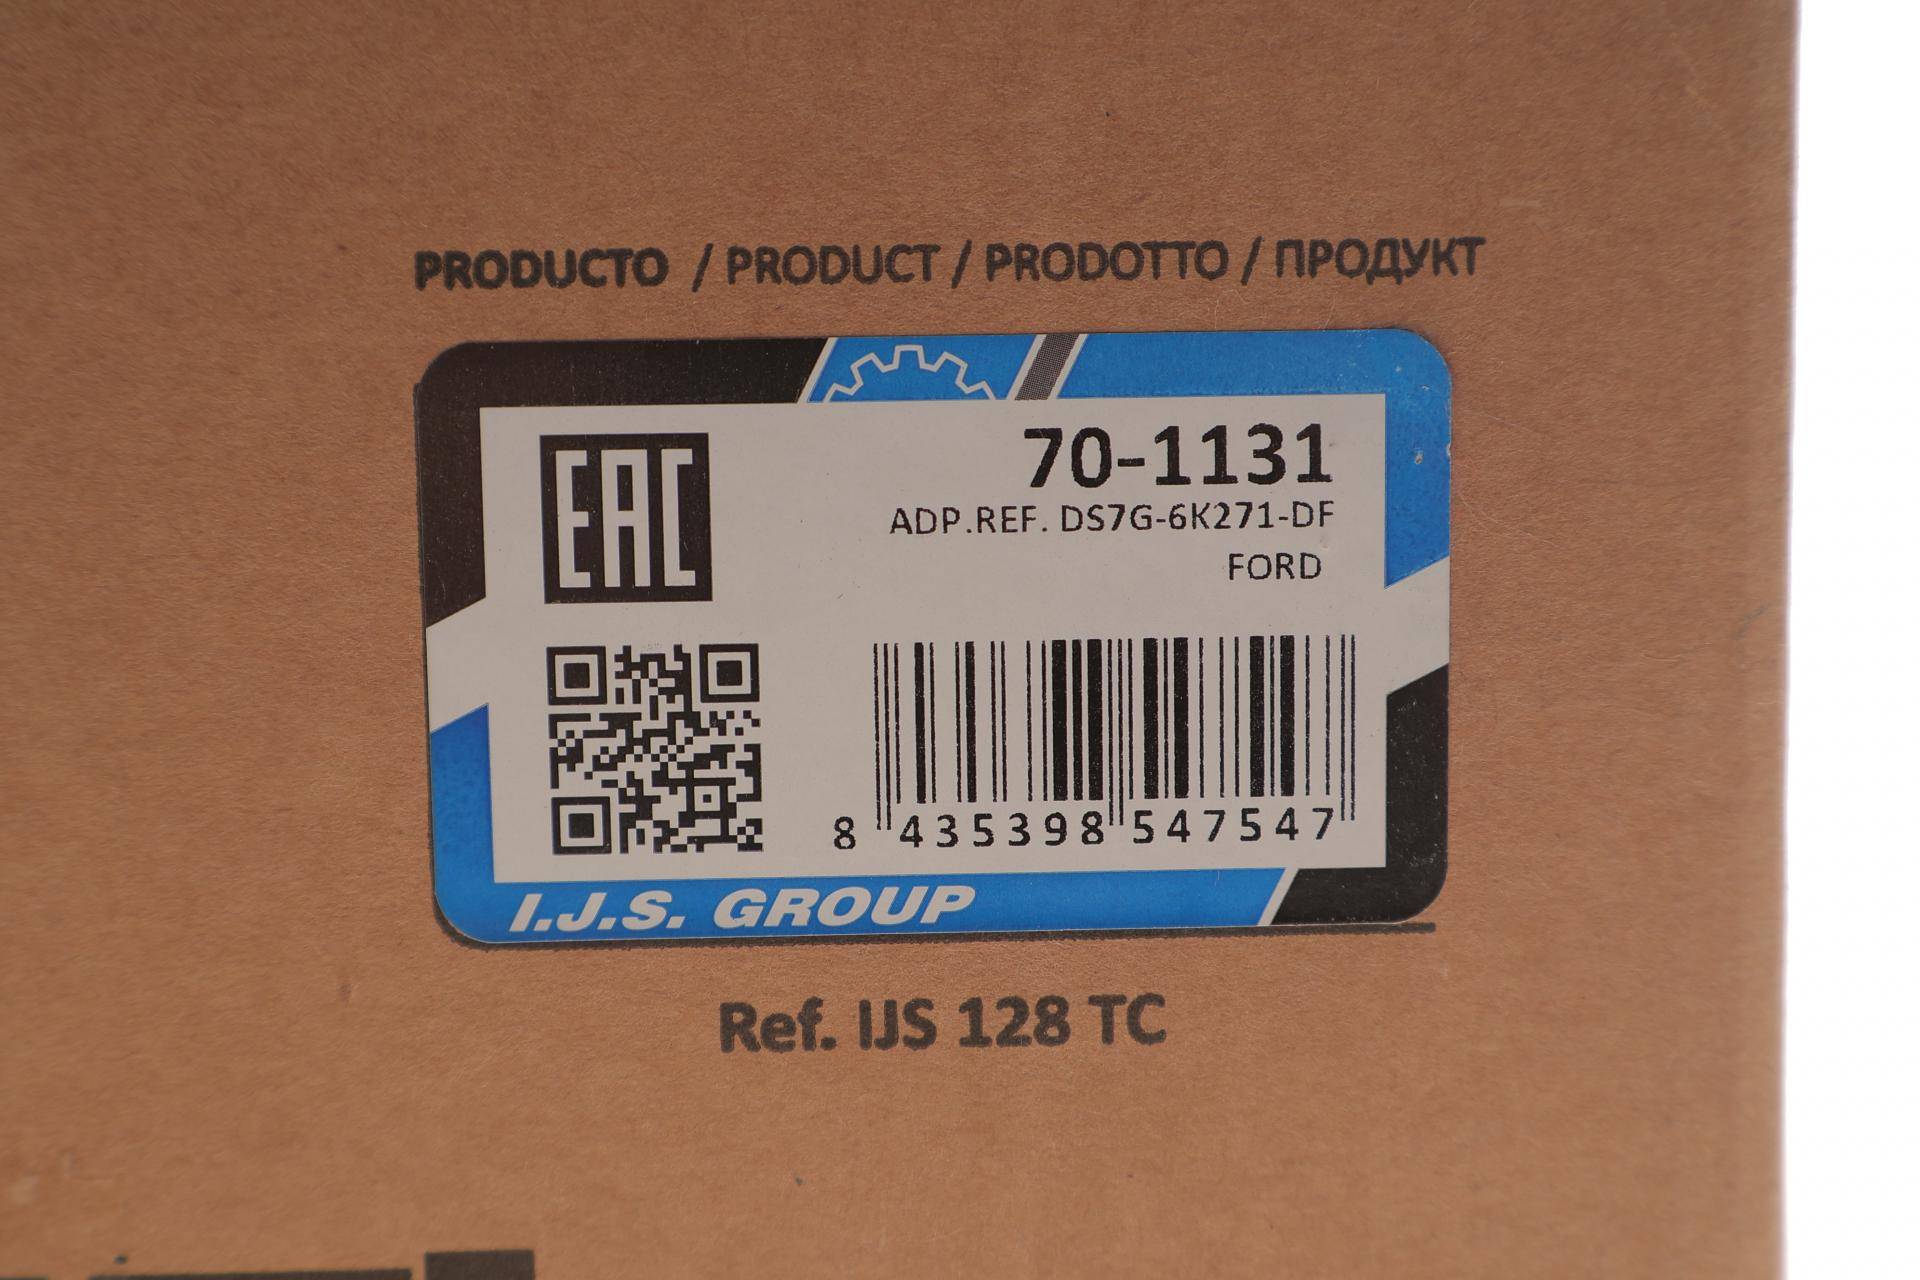 PRODUCTO / PRODUCT / PRODOTTO / ПРОДУКТ
EAC
70-1131
ADP.REF. DS7G-6K271-DF
FORD
8 435398 547547
I.J.S. GROUP
Ref. IJS 128 TC